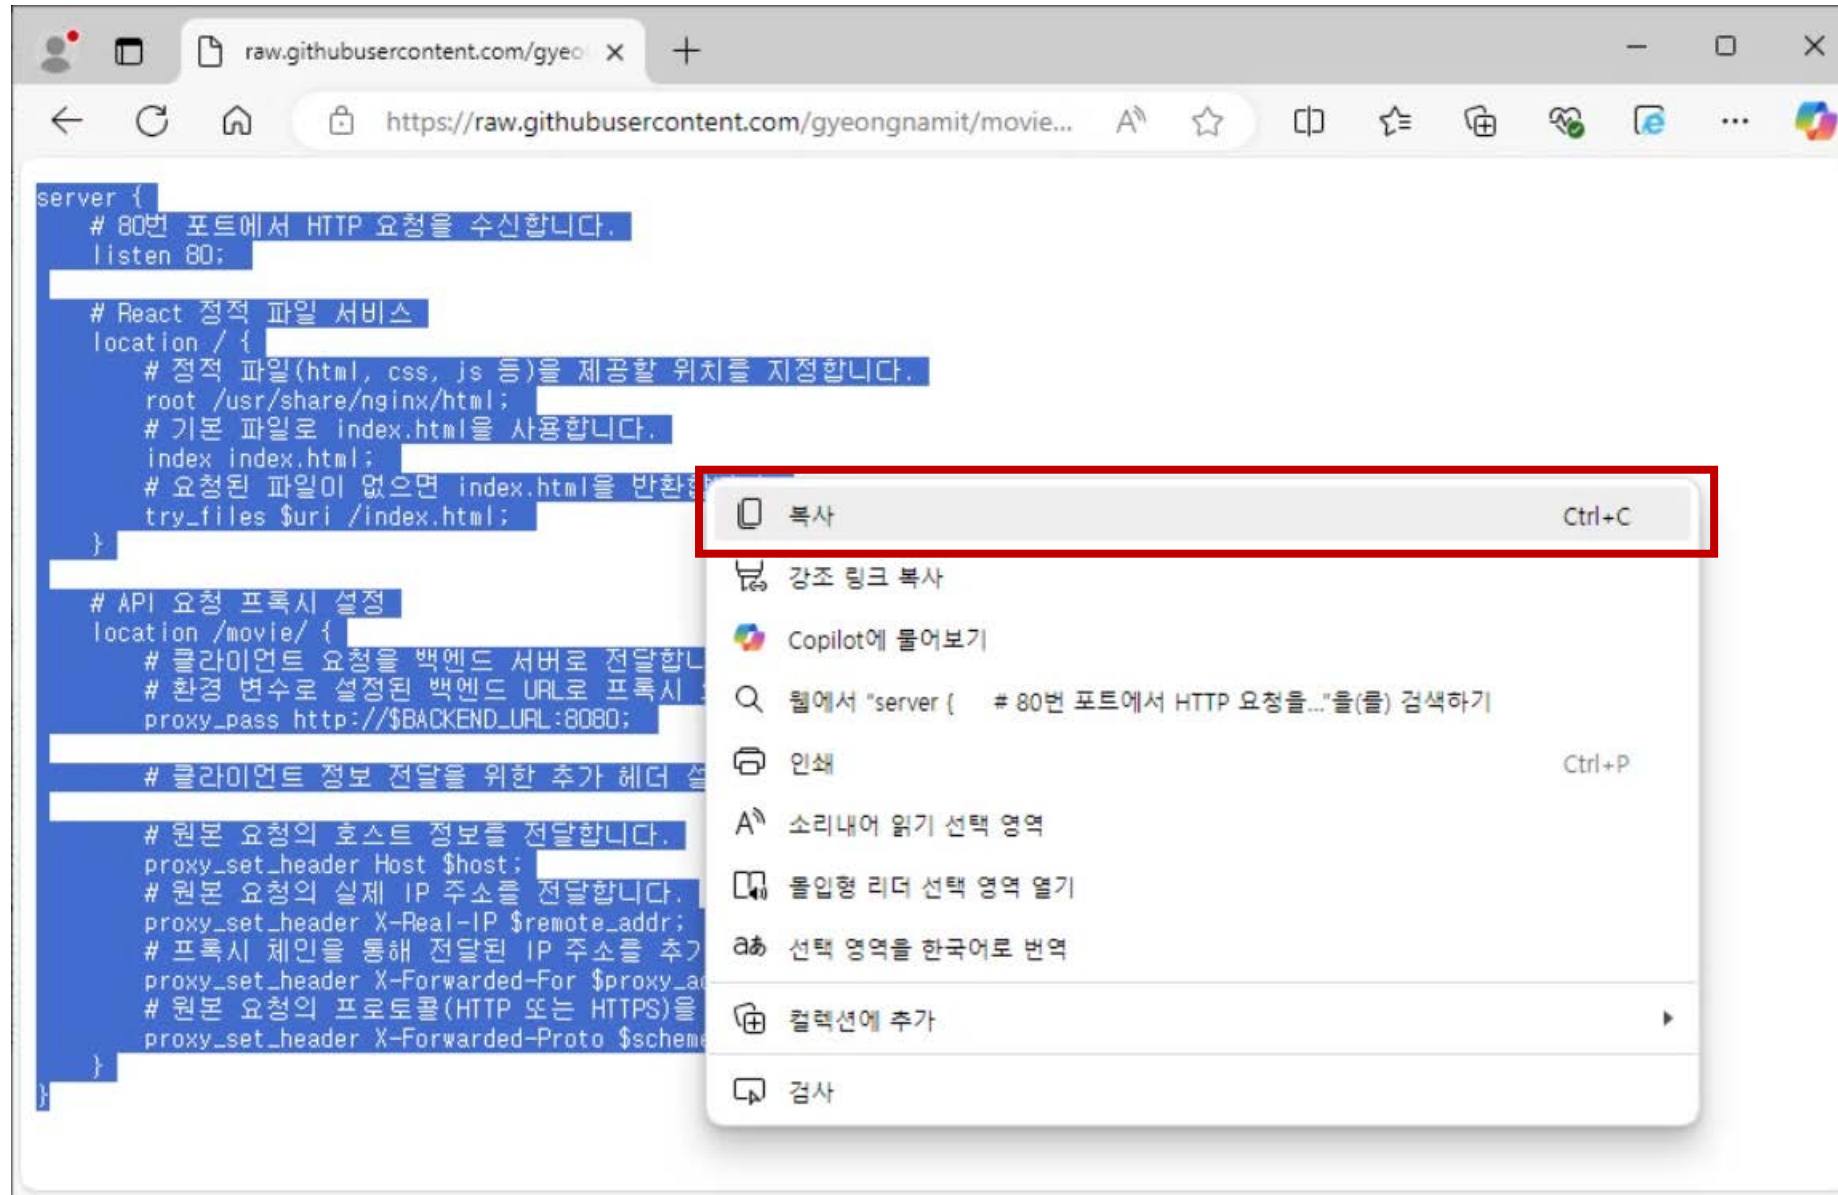 raw.githubusercontent.com/gyeo
https://raw.githubusercontent.com/gyeongnamit/movie...
server {
# 80번 포트에서 HTTP 요청을 수신합니다.
listen 80;
# React 정적 파일 서비스
location / {
# 정적 파일(html, css, js 등)을 제공할 위치를 지정합니다.
root /usr/share/nginx/html;
# 기본 파일로 index.html을 사용합니다.
index index.html;
# 요청된 파일이 없으면 index.html을
try_files $uri /index.html;
}
# API 요청 프록시 설정
location /movie/ {
# 클라이언트 요청을 백엔드 서버로
# 환경 변수로 설정된 백엔드 URL로 프록시
proxy_pass http://$BACKEND_URL:8080;
# 클라이언트 정보 전달을 위한 추가 헤더
# 원본 요청의 호스트 정보를 전달합니다.
proxy_set_header Host $host;
# 원본 요청의 실제 IP 주소를 전달합니다.
proxy_set_header X-Real-IP $remote_addr;
# 프록시 체인을 통해 전달된 IP 주소를 추가
proxy_set_header X-Forwarded-For
# 원본 요청의 프로토콜(HTTP 또는 HTTPS)을
proxy_set_header X-Forwarded-Proto $scheme
}
}
복사 Ctrl+C
강조 링크 복사
Copilot에 물어보기
웹에서 "server { # 80번 포트에서 HTTP 요청을..."을(를) 검색하기
인쇄 Ctrl+P
소리내어 읽기 선택 영역
몰입형 리더 선택 영역 열기
선택 영역을 한국어로 번역
컬렉션에 추가
검사